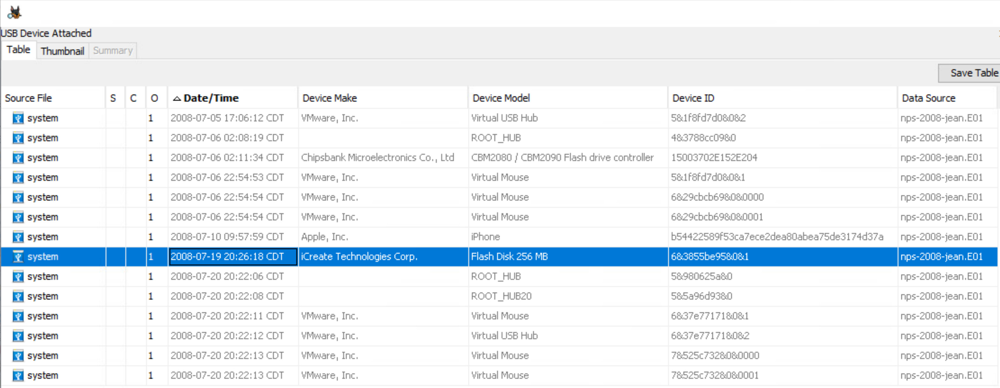 USB Device Attached
Table Thumbnail Summary
Save Table
Source File S C O △ Date/Time Device Make Device Model Device ID Data Source
system 1 2008-07-05 17:06:12 CDT VMware, Inc. Virtual USB Hub 5&1f8fd7d0&0&2 nps-2008-jean.E01
system 1 2008-07-06 02:08:19 CDT ROOT_HUB 4&3788cc09&0 nps-2008-jean.E01
system 1 2008-07-06 02:11:34 CDT Chipsbank Microelectronics Co., Ltd CBM2080 / CBM2090 Flash drive controller 15003702E152E204 nps-2008-jean.E01
system 1 2008-07-06 22:54:53 CDT VMware, Inc. Virtual Mouse 5&1f8fd7d0&0&1 nps-2008-jean.E01
system 1 2008-07-06 22:54:54 CDT VMware, Inc. Virtual Mouse 6&29cbcb69&0&0000 nps-2008-jean.E01
system 1 2008-07-06 22:54:54 CDT VMware, Inc. Virtual Mouse 6&29cbcb69&0&0001 nps-2008-jean.E01
system 1 2008-07-10 09:57:59 CDT Apple, Inc. iPhone b54422589f53ca7ece2dea80abea75de3174d37a nps-2008-jean.E01
system 1 2008-07-19 20:26:18 CDT iCreate Technologies Corp. Flash Disk 256 MB 6&3855be95&0&1 nps-2008-jean.E01
system 1 2008-07-20 20:22:06 CDT ROOT_HUB 5&980625a&0 nps-2008-jean.E01
system 1 2008-07-20 20:22:08 CDT ROOT_HUB20 5&5a96d93&0 nps-2008-jean.E01
system 1 2008-07-20 20:22:11 CDT VMware, Inc. Virtual Mouse 6&37e77171&0&1 nps-2008-jean.E01
system 1 2008-07-20 20:22:12 CDT VMware, Inc. Virtual USB Hub 6&37e77171&0&2 nps-2008-jean.E01
system 1 2008-07-20 20:22:13 CDT VMware, Inc. Virtual Mouse 7&525c732&0&0000 nps-2008-jean.E01
system 1 2008-07-20 20:22:13 CDT VMware, Inc. Virtual Mouse 7&525c732&0&0001 nps-2008-jean.E01